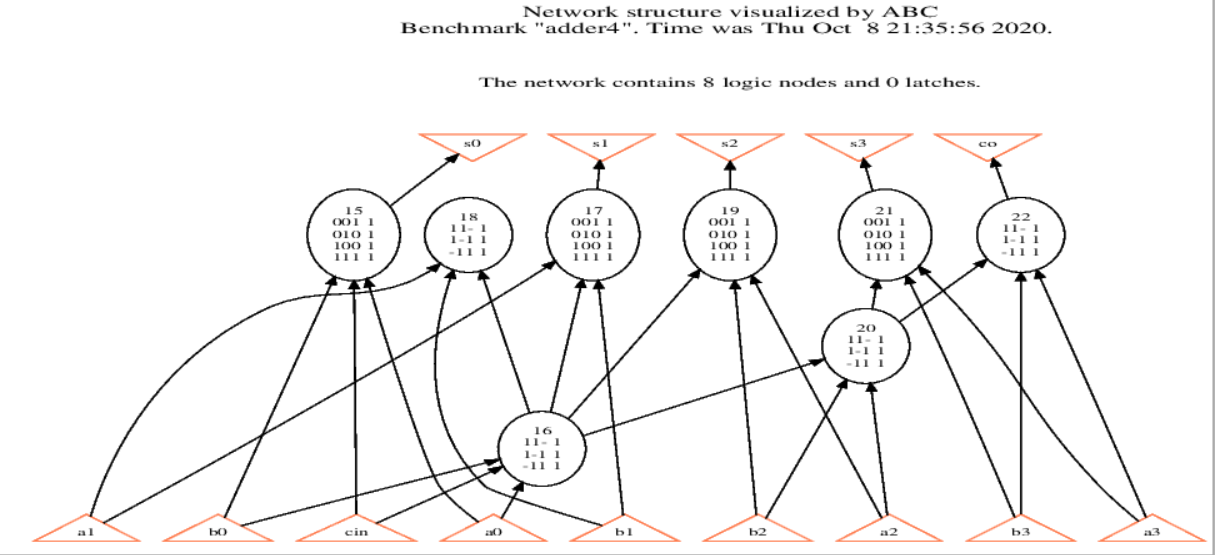 Network structure visualized by ABC
Benchmark "adder4". Time was Thu Oct  8 21:35:56 2020.
The network contains 8 logic nodes and 0 latches.
s0
s1
s2
s3
co
15
001 1
010 1
100 1
111 1
18
11- 1
1-1 1
-11 1
17
001 1
010 1
100 1
111 1
19
001 1
010 1
100 1
111 1
21
001 1
010 1
100 1
111 1
22
11- 1
1-1 1
-11 1
20
11- 1
1-1 1
-11 1
16
11- 1
1-1 1
-11 1
a1
b0
cin
a0
b1
b2
a2
b3
a3